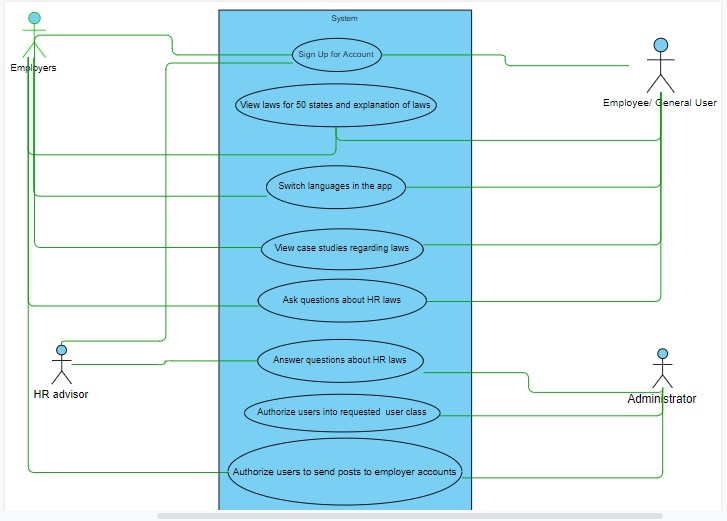 System
Sign Up for Account
Employers
Employee/ General User
View laws for 50 states and explanation of laws
Switch languages in the app
View case studies regarding laws
Ask questions about HR laws
Answer questions about HR laws
HR advisor
Administrator
Authorize users into requested user class
Authorize users to send posts to employer accounts